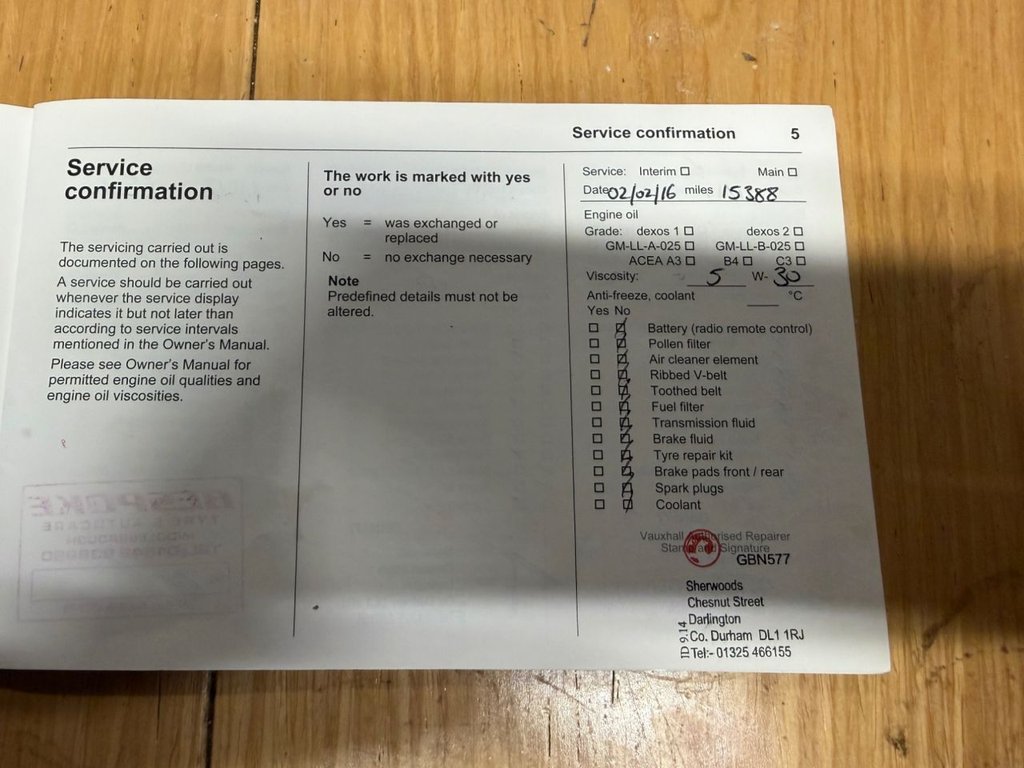 Service confirmation 5
Service
confirmation
The servicing carried out is
documented on the following pages.
A service should be carried out
whenever the service display
indicates it but not later than
according to service intervals
mentioned in the Owner's Manual.
Please see Owner's Manual for
permitted engine oil qualities and
engine oil viscosities.
The work is marked with yes
or no
Yes = was exchanged or
replaced
No = no exchange necessary
Note
Predefined details must not be
altered.
Service: Interim ☐ Main ☐
Date 02/02/16 miles 15388
Engine oil
Grade: dexos 1 ☐ dexos 2 ☐
GM-LL-A-025 ☐ GM-LL-B-025 ☐
ACEA A3 ☐ B4 ☐ C3 ☐
Viscosity: 5 W- 30
Anti-freeze, coolant °C
Yes No
Battery (radio remote control)
Pollen filter
Air cleaner element
Ribbed V-belt
Toothed belt
Fuel filter
Transmission fluid
Brake fluid
Tyre repair kit
Brake pads front / rear
Spark plugs
Coolant
Vauxhall Authorised Repairer
Stamp and Signature
GBN577
Sherwoods
Chesnut Street
Darlington
Co. Durham DL1 1RJ
Tel:- 01325 466155